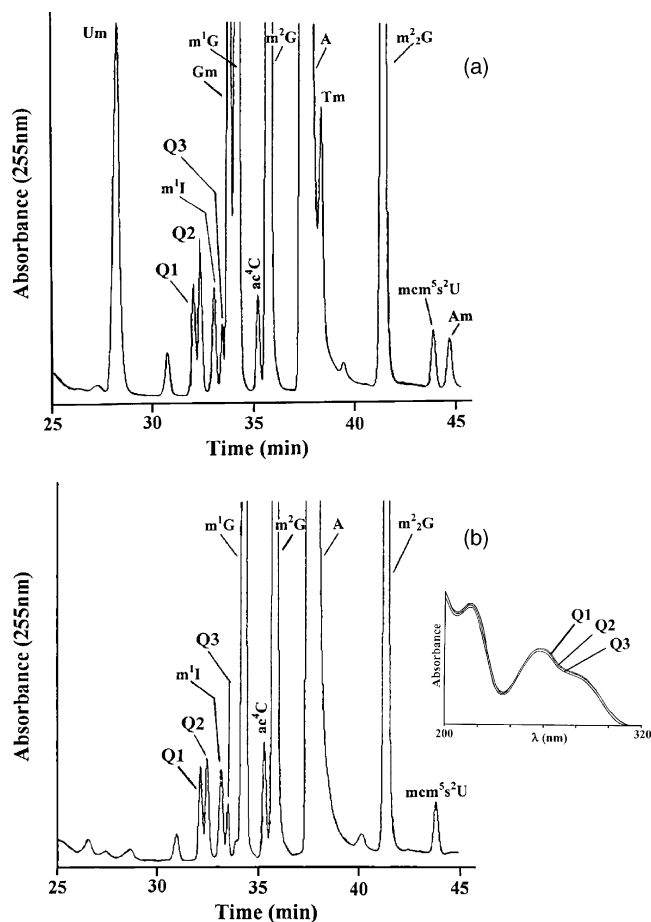 Um
m¹G
m²G
A
m²₂G
(a)
Gm
Tm
Q3
m¹I
Q2
Q1
ac⁴C
mcm⁵s²U
Am
Absorbance (255nm)
25
30
35
40
45
Time (min)
(b)
m¹G
m²G
A
m²₂G
Q3
m¹I
Q2
Q1
ac⁴C
mcm⁵s²U
Absorbance (255nm)
25
30
35
40
45
Time (min)
Q1
Q2
Q3
Absorbance
200
λ (nm)
320